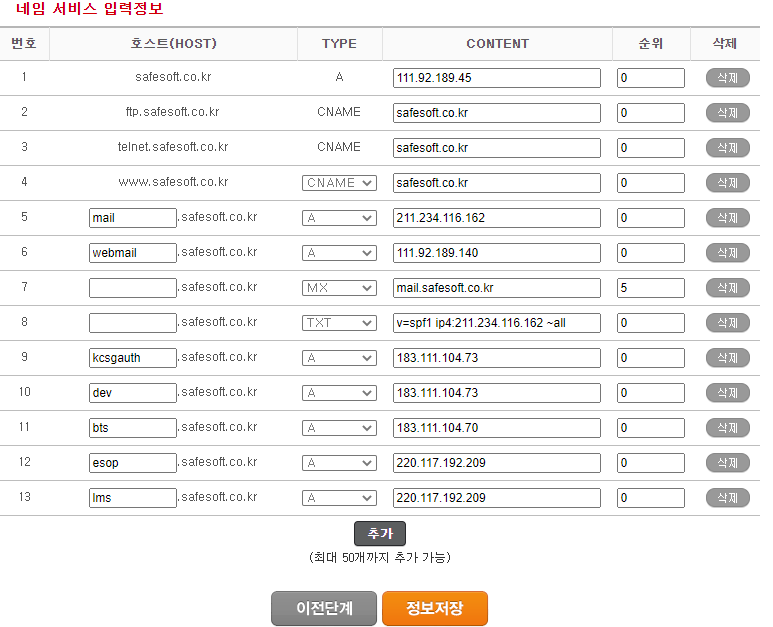 네임 서비스 입력정보
번호 호스트(HOST) TYPE CONTENT 순위 삭제
1 safesoft.co.kr A 111.92.189.45 0 삭제
2 ftp.safesoft.co.kr CNAME safesoft.co.kr 0 삭제
3 telnet.safesoft.co.kr CNAME safesoft.co.kr 0 삭제
4 www.safesoft.co.kr CNAME safesoft.co.kr 0 삭제
5 mail .safesoft.co.kr A 211.234.116.162 0 삭제
6 webmail .safesoft.co.kr A 111.92.189.140 0 삭제
7 .safesoft.co.kr MX mail.safesoft.co.kr 5 삭제
8 .safesoft.co.kr TXT v=spf1 ip4:211.234.116.162 ~all 0 삭제
9 kcsgauth .safesoft.co.kr A 183.111.104.73 0 삭제
10 dev .safesoft.co.kr A 183.111.104.73 0 삭제
11 bts .safesoft.co.kr A 183.111.104.70 0 삭제
12 esop .safesoft.co.kr A 220.117.192.209 0 삭제
13 lms .safesoft.co.kr A 220.117.192.209 0 삭제
추가
(최대 50개까지 추가 가능)
이전단계 정보저장